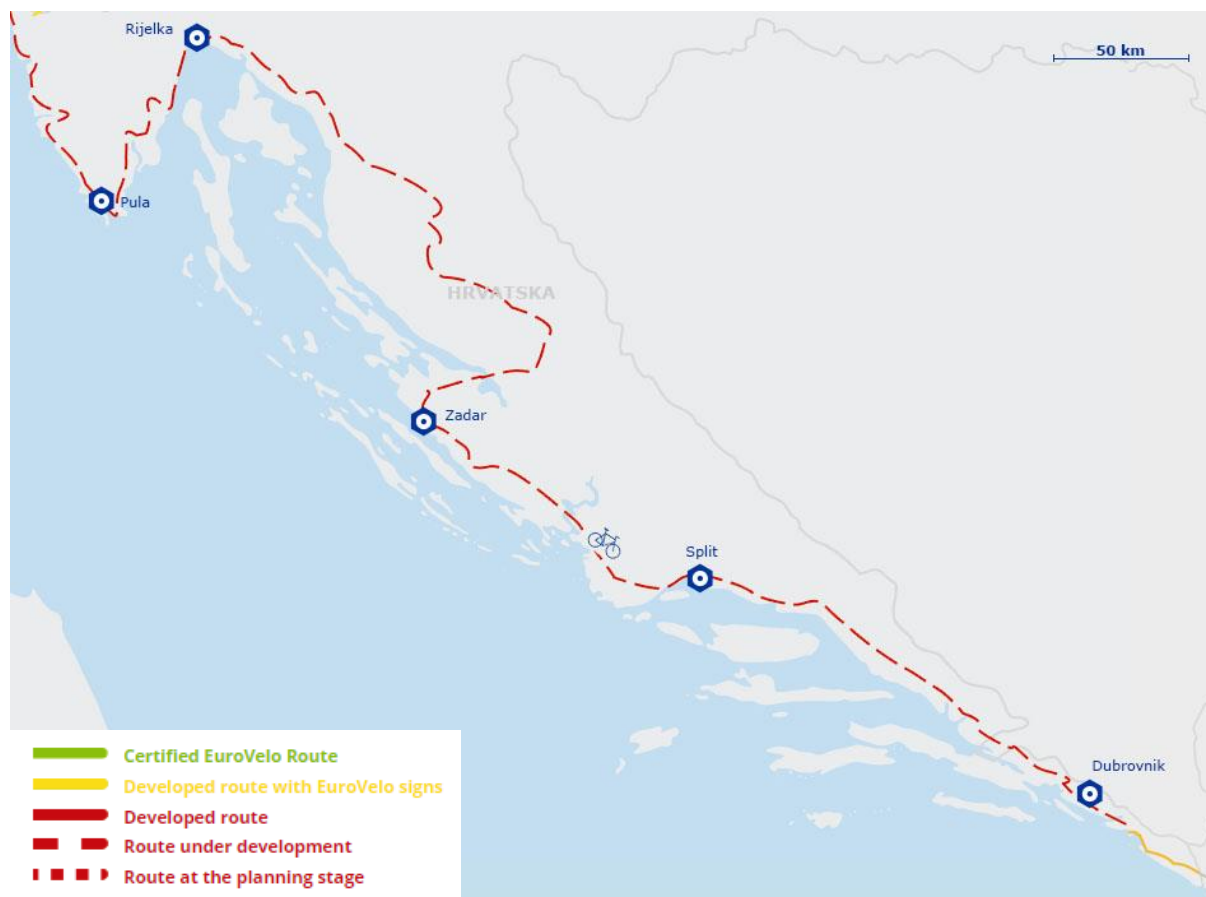 Rijelka
50 km
Pula
HRVATSKA
Zadar
Split
Dubrovnik
Certified EuroVelo Route
Developed route with EuroVelo signs
Developed route
Route under development
Route at the planning stage